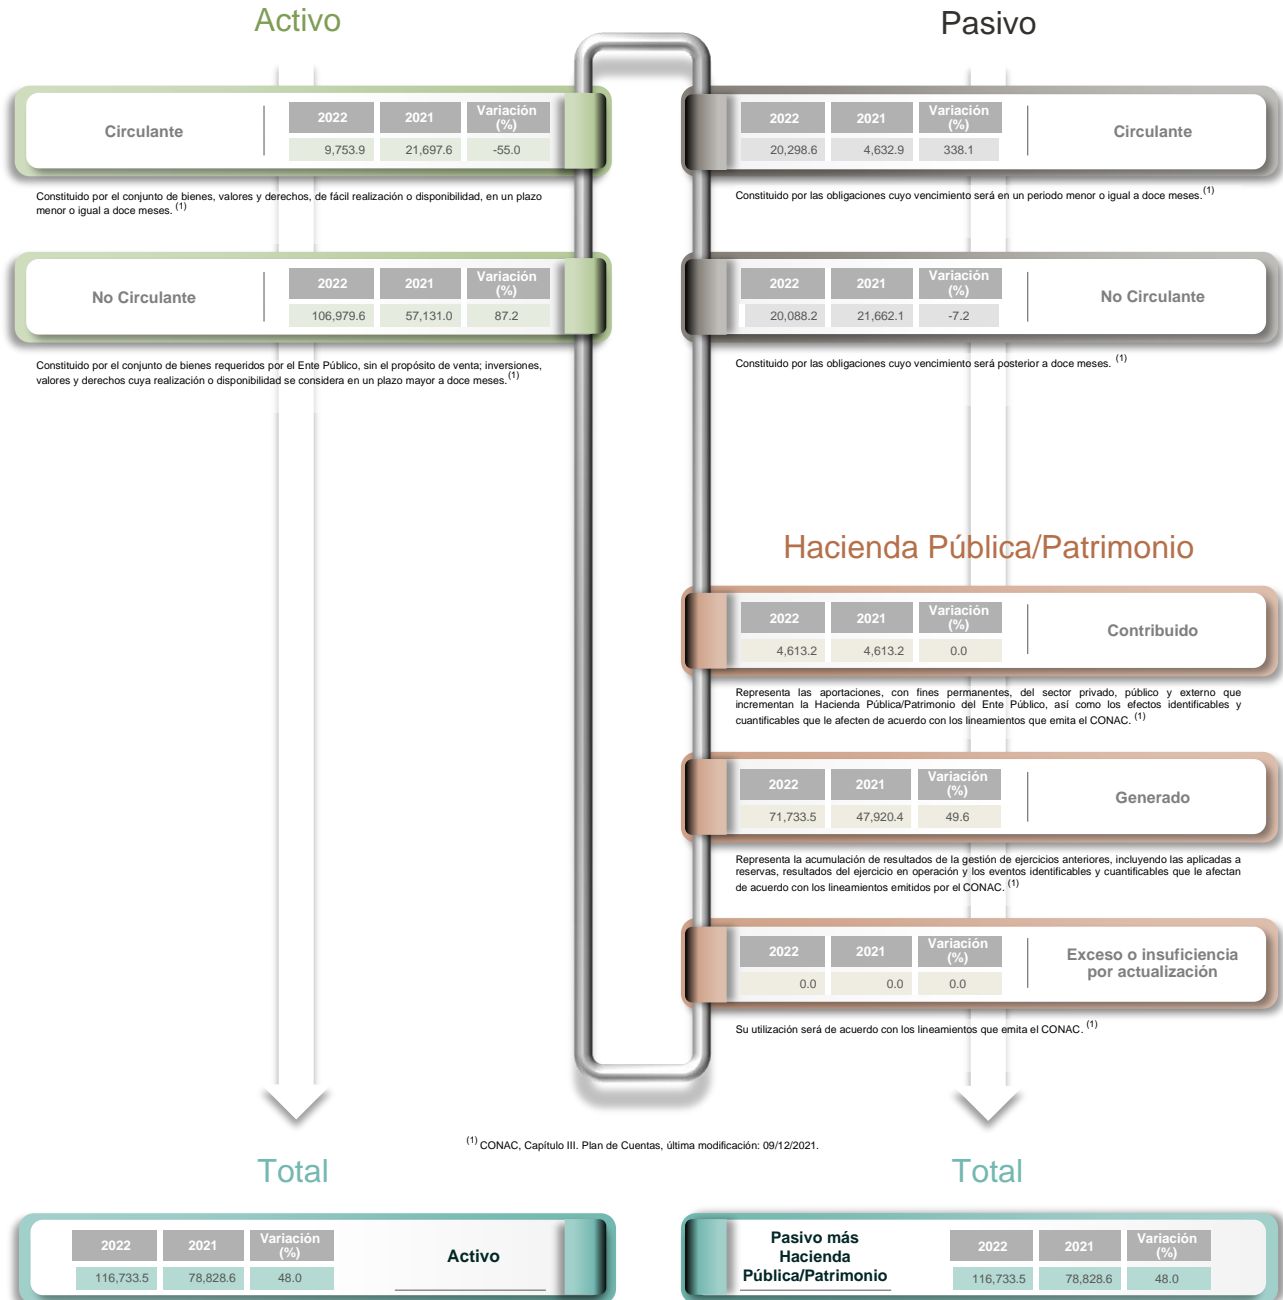 Activo
Circulante
2022 2021 Variación (%)
9,753.9 21,697.6 -55.0
Constituido por el conjunto de bienes, valores y derechos, de fácil realización o disponibilidad, en un plazo
menor o igual a doce meses. (1)
No Circulante
2022 2021 Variación (%)
106,979.6 57,131.0 87.2
Constituido por el conjunto de bienes requeridos por el Ente Público, sin el propósito de venta; inversiones,
valores y derechos cuya realización o disponibilidad se considera en un plazo mayor a doce meses. (1)
Pasivo
2022 2021 Variación (%)
20,298.6 4,632.9 338.1
Circulante
Constituido por las obligaciones cuyo vencimiento será en un periodo menor o igual a doce meses. (1)
2022 2021 Variación (%)
20,088.2 21,662.1 -7.2
No Circulante
Constituido por las obligaciones cuyo vencimiento será posterior a doce meses. (1)
Hacienda Pública/Patrimonio
2022 2021 Variación (%)
4,613.2 4,613.2 0.0
Contribuido
Representa las aportaciones, con fines permanentes, del sector privado, público y externo que
incrementan la Hacienda Pública/Patrimonio del Ente Público, así como los efectos identificables y
cuantificables que le afecten de acuerdo con los lineamientos que emita el CONAC. (1)
2022 2021 Variación (%)
71,733.5 47,920.4 49.6
Generado
Representa la acumulación de resultados de la gestión de ejercicios anteriores, incluyendo las aplicadas a
reservas, resultados del ejercicio en operación y los eventos identificables y cuantificables que le afectan
de acuerdo con los lineamientos emitidos por el CONAC. (1)
2022 2021 Variación (%)
0.0 0.0 0.0
Exceso o insuficiencia
por actualización
Su utilización será de acuerdo con los lineamientos que emita el CONAC. (1)
(1) CONAC, Capítulo III. Plan de Cuentas, última modificación: 09/12/2021.
Total
2022 2021 Variación (%)
116,733.5 78,828.6 48.0
Activo
Total
Pasivo más
Hacienda
Pública/Patrimonio
2022 2021 Variación (%)
116,733.5 78,828.6 48.0